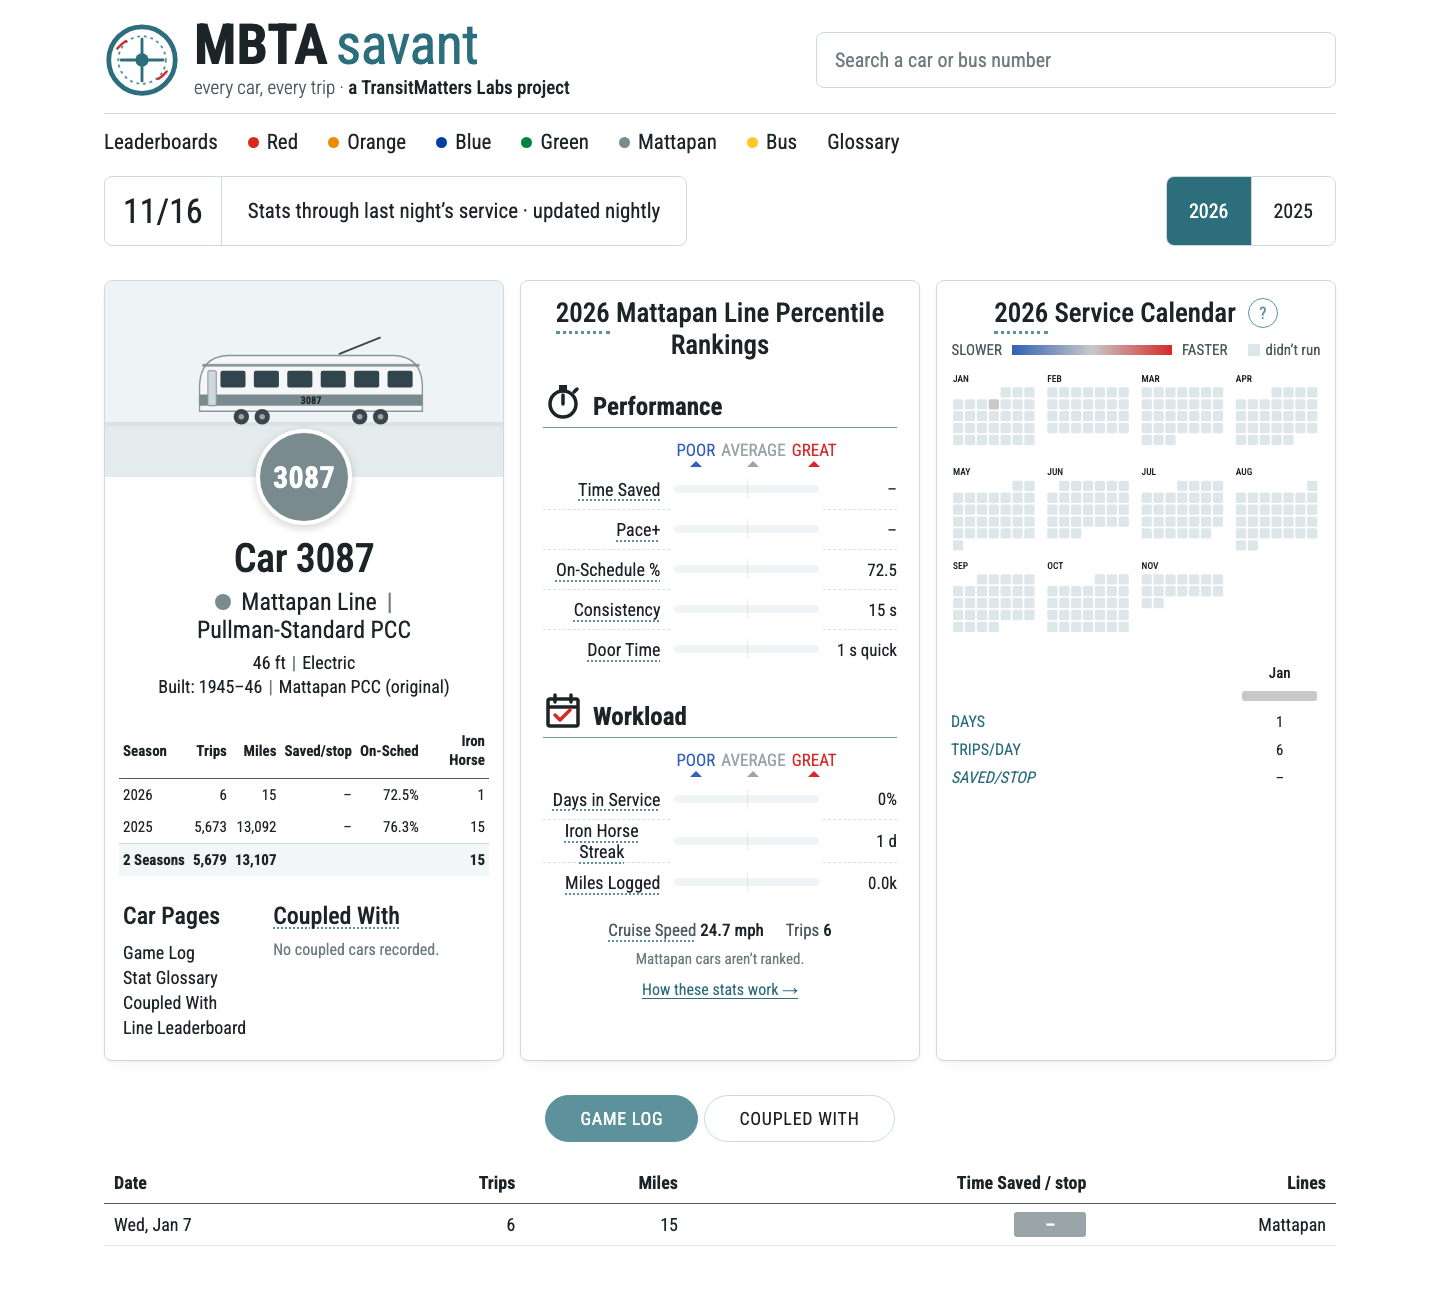 MBTA savant
every car, every trip · a TransitMatters Labs project
Search a car or bus number
Leaderboards Red Orange Blue Green Mattapan Bus Glossary
11/16 Stats through last night’s service · updated nightly
2026 2025
3087
3087
Car 3087
Mattapan Line |
Pullman-Standard PCC
46 ft | Electric
Built: 1945–46 | Mattapan PCC (original)
Season Trips Miles Saved/stop On-Sched Iron Horse
2026 6 15 – 72.5% 1
2025 5,673 13,092 – 76.3% 15
2 Seasons 5,679 13,107 15
Car Pages
Game Log
Stat Glossary
Coupled With
Line Leaderboard
Coupled With
No coupled cars recorded.
2026 Mattapan Line Percentile
Rankings
Performance
POOR AVERAGE GREAT
Time Saved –
Pace+ –
On-Schedule % 72.5
Consistency 15 s
Door Time 1 s quick
Workload
POOR AVERAGE GREAT
Days in Service 0%
Iron Horse
Streak 1 d
Miles Logged 0.0k
Cruise Speed 24.7 mph Trips 6
Mattapan cars aren’t ranked.
How these stats work →
2026 Service Calendar ?
SLOWER FASTER didn’t run
JAN FEB MAR APR
MAY JUN JUL AUG
SEP OCT NOV
Jan
DAYS 1
TRIPS/DAY 6
SAVED/STOP –
GAME LOG COUPLED WITH
Date Trips Miles Time Saved / stop Lines
Wed, Jan 7 6 15 – Mattapan